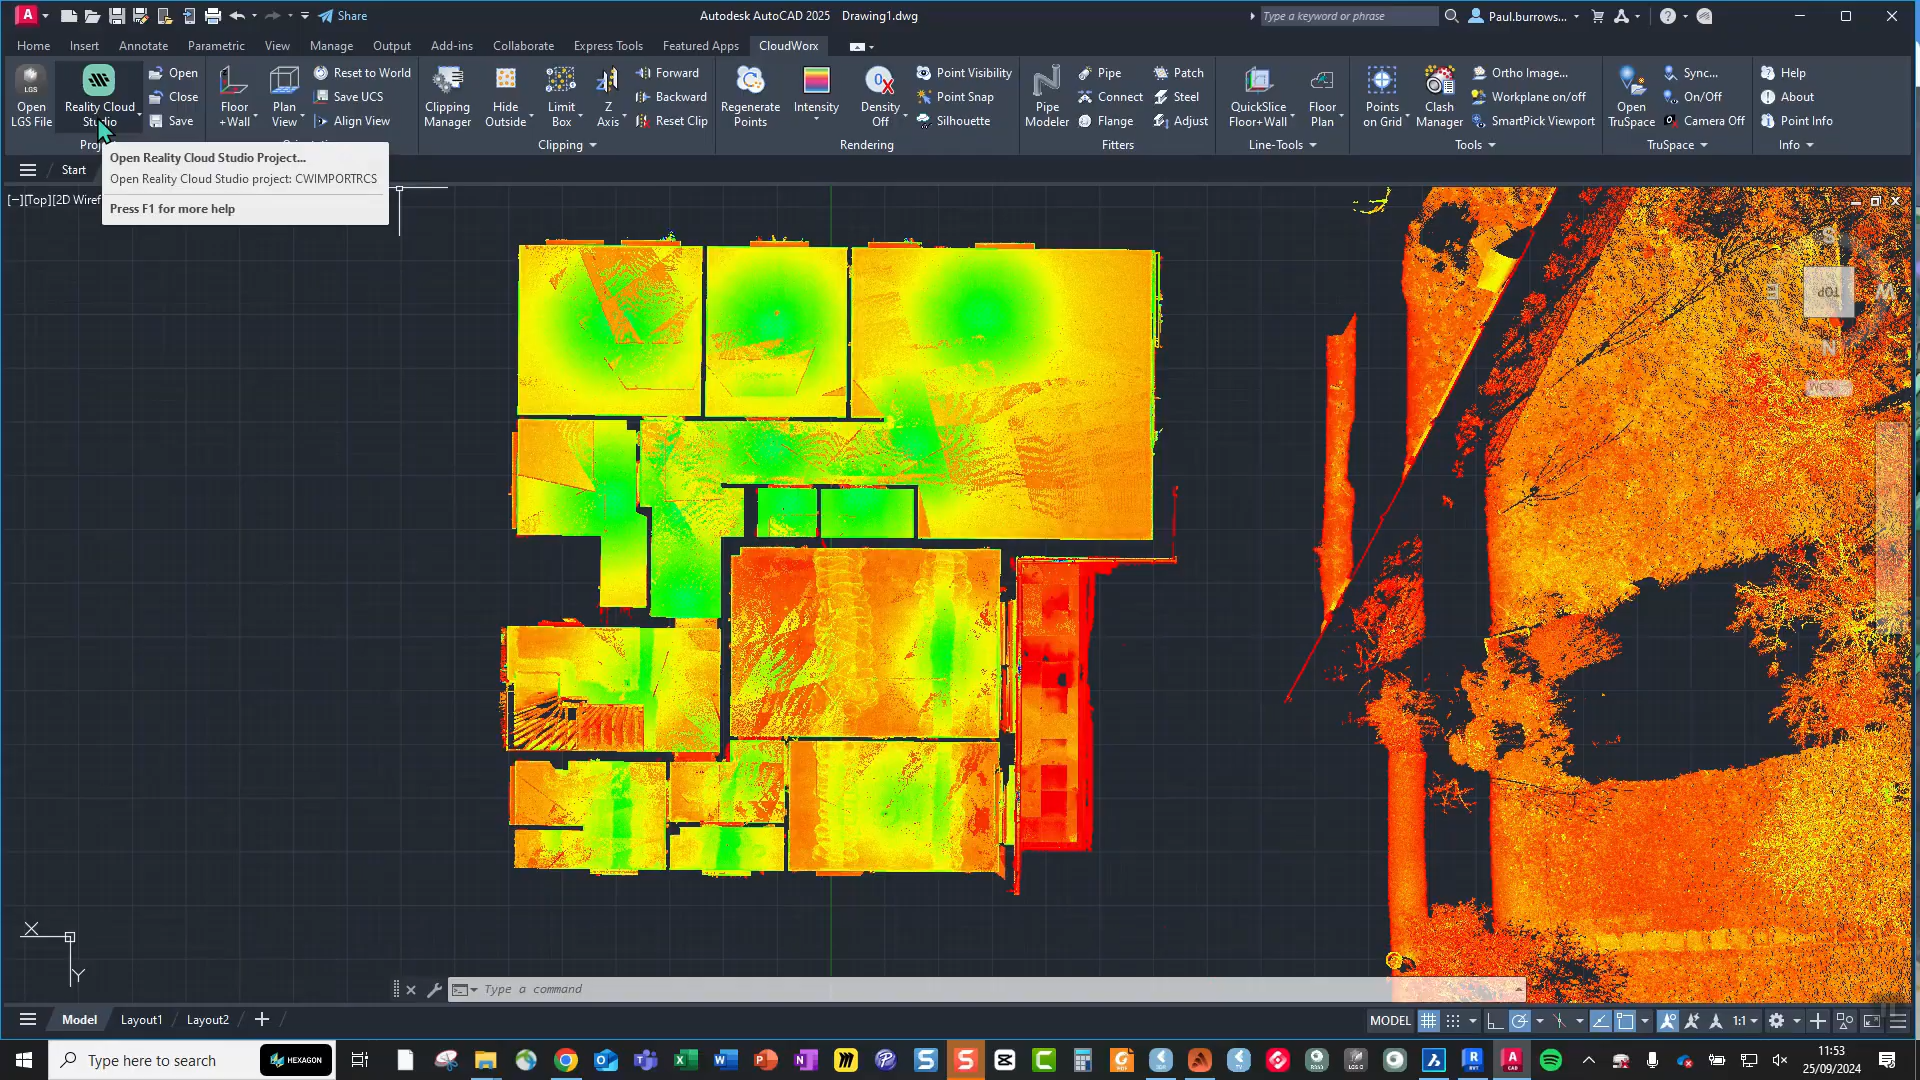 Share
Autodesk AutoCAD 2025 Drawing1.dwg
Type a keyword or phrase
Paul.burrows...
Home Insert Annotate Parametric View Manage Output Add-ins Collaborate Express Tools Featured Apps CloudWorx
Open
LGS File
Reality Cloud
Studio
Open
Close
Save
Floor
+Wall
Plan
View
Reset to World
Save UCS
Align View
Clipping
Manager
Hide
Outside
Limit
Box
Z
Axis
Forward
Backward
Reset Clip
Clipping
Regenerate
Points
Intensity
Density
Off
Point Visibility
Point Snap
Silhouette
Rendering
Pipe
Modeler
Pipe
Connect
Flange
Patch
Steel
Adjust
Fitters
QuickSlice
Floor+Wall
Floor
Plan
Line-Tools
Points
on Grid
Clash
Manager
Ortho Image...
Workplane on/off
SmartPick Viewport
Tools
Open
TruSpace
Sync...
On/Off
Camera Off
TruSpace
Help
About
Point Info
Info
Start
Open Reality Cloud Studio Project...
Open Reality Cloud Studio project: CWIMPORTRCS
Press F1 for more help
[−][Top][2D Wiref
S
E TOP W
N
WCS
X
Y
Type a command
Model Layout1 Layout2
MODEL 1:1
Type here to search
HEXAGON
11:53
25/09/2024